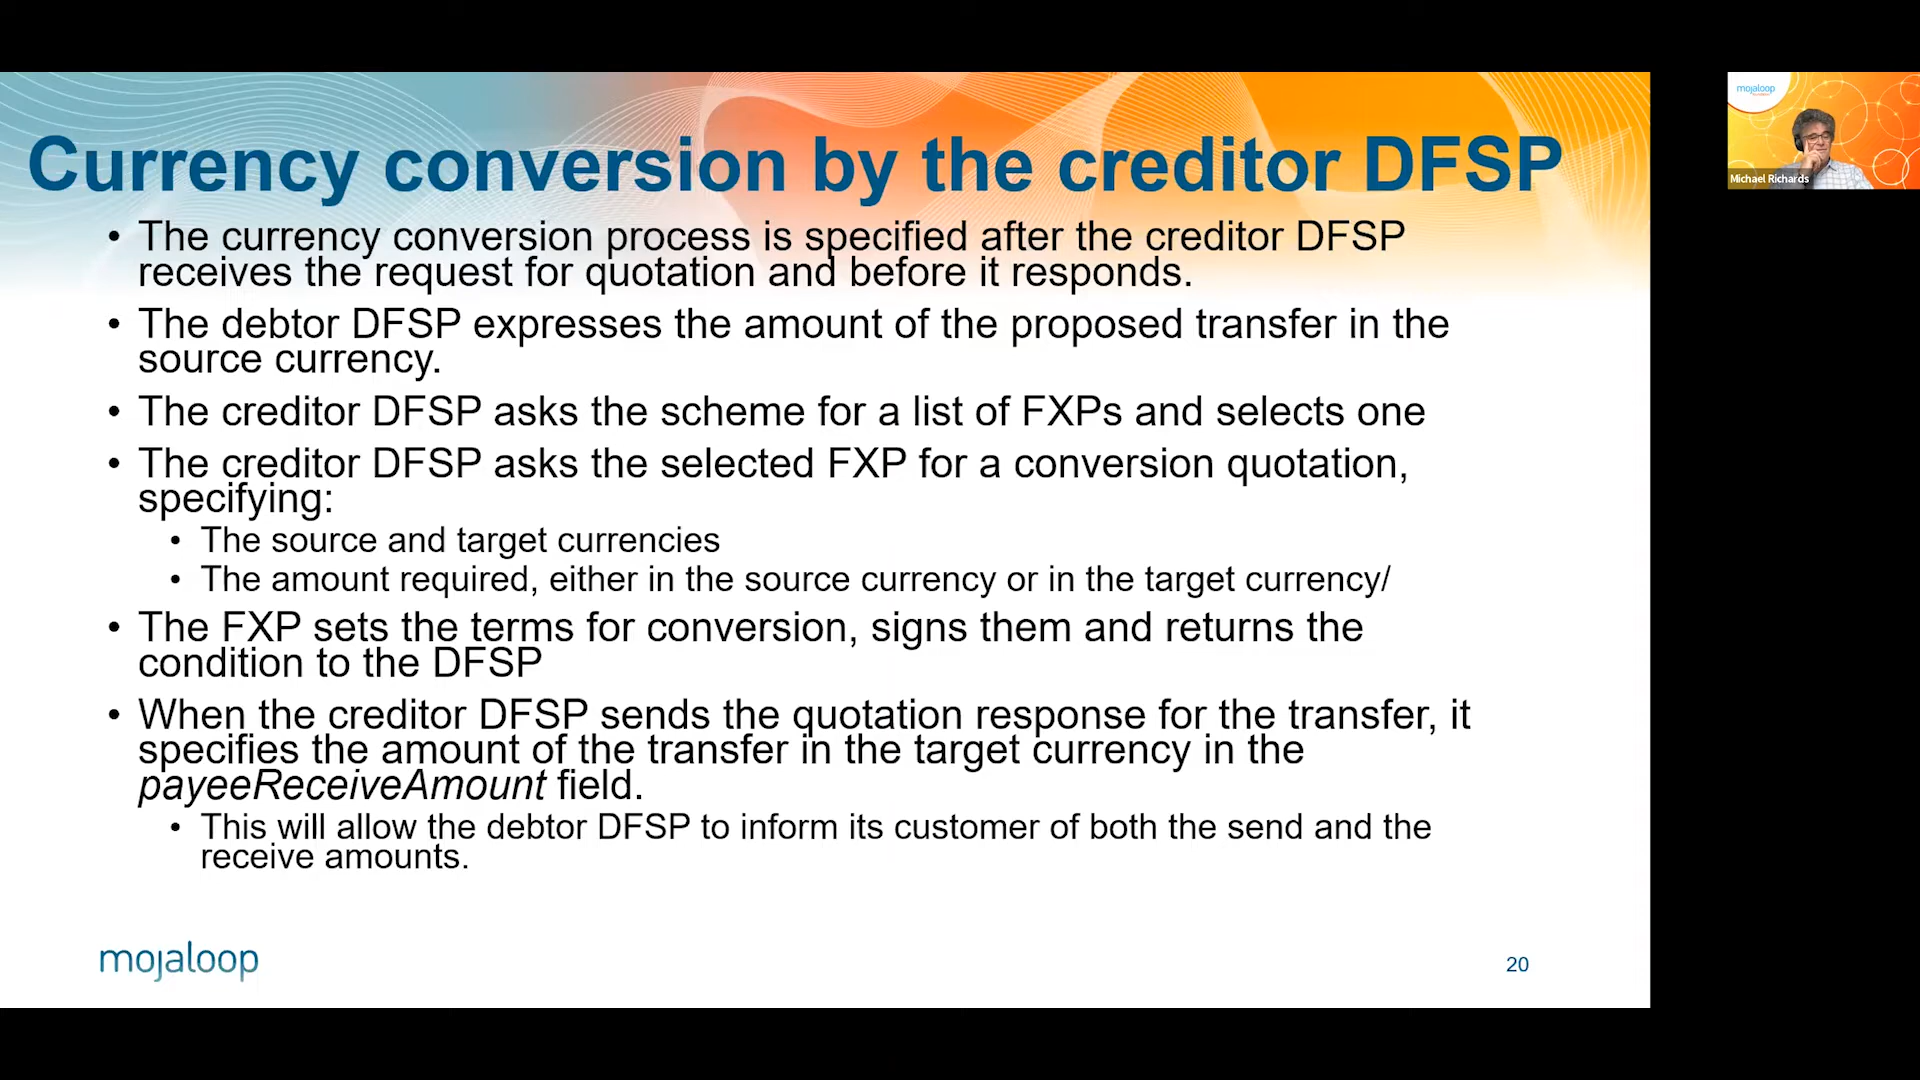 Currency conversion by the creditor DFSP
• The currency conversion process is specified after the creditor DFSP
receives the request for quotation and before it responds.
• The debtor DFSP expresses the amount of the proposed transfer in the
source currency.
• The creditor DFSP asks the scheme for a list of FXPs and selects one
• The creditor DFSP asks the selected FXP for a conversion quotation,
specifying:
• The source and target currencies
• The amount required, either in the source currency or in the target currency/
• The FXP sets the terms for conversion, signs them and returns the
condition to the DFSP
• When the creditor DFSP sends the quotation response for the transfer, it
specifies the amount of the transfer in the target currency in the
payeeReceiveAmount field.
• This will allow the debtor DFSP to inform its customer of both the send and the
receive amounts.
mojaloop
20
mojaloop
Michael Richards